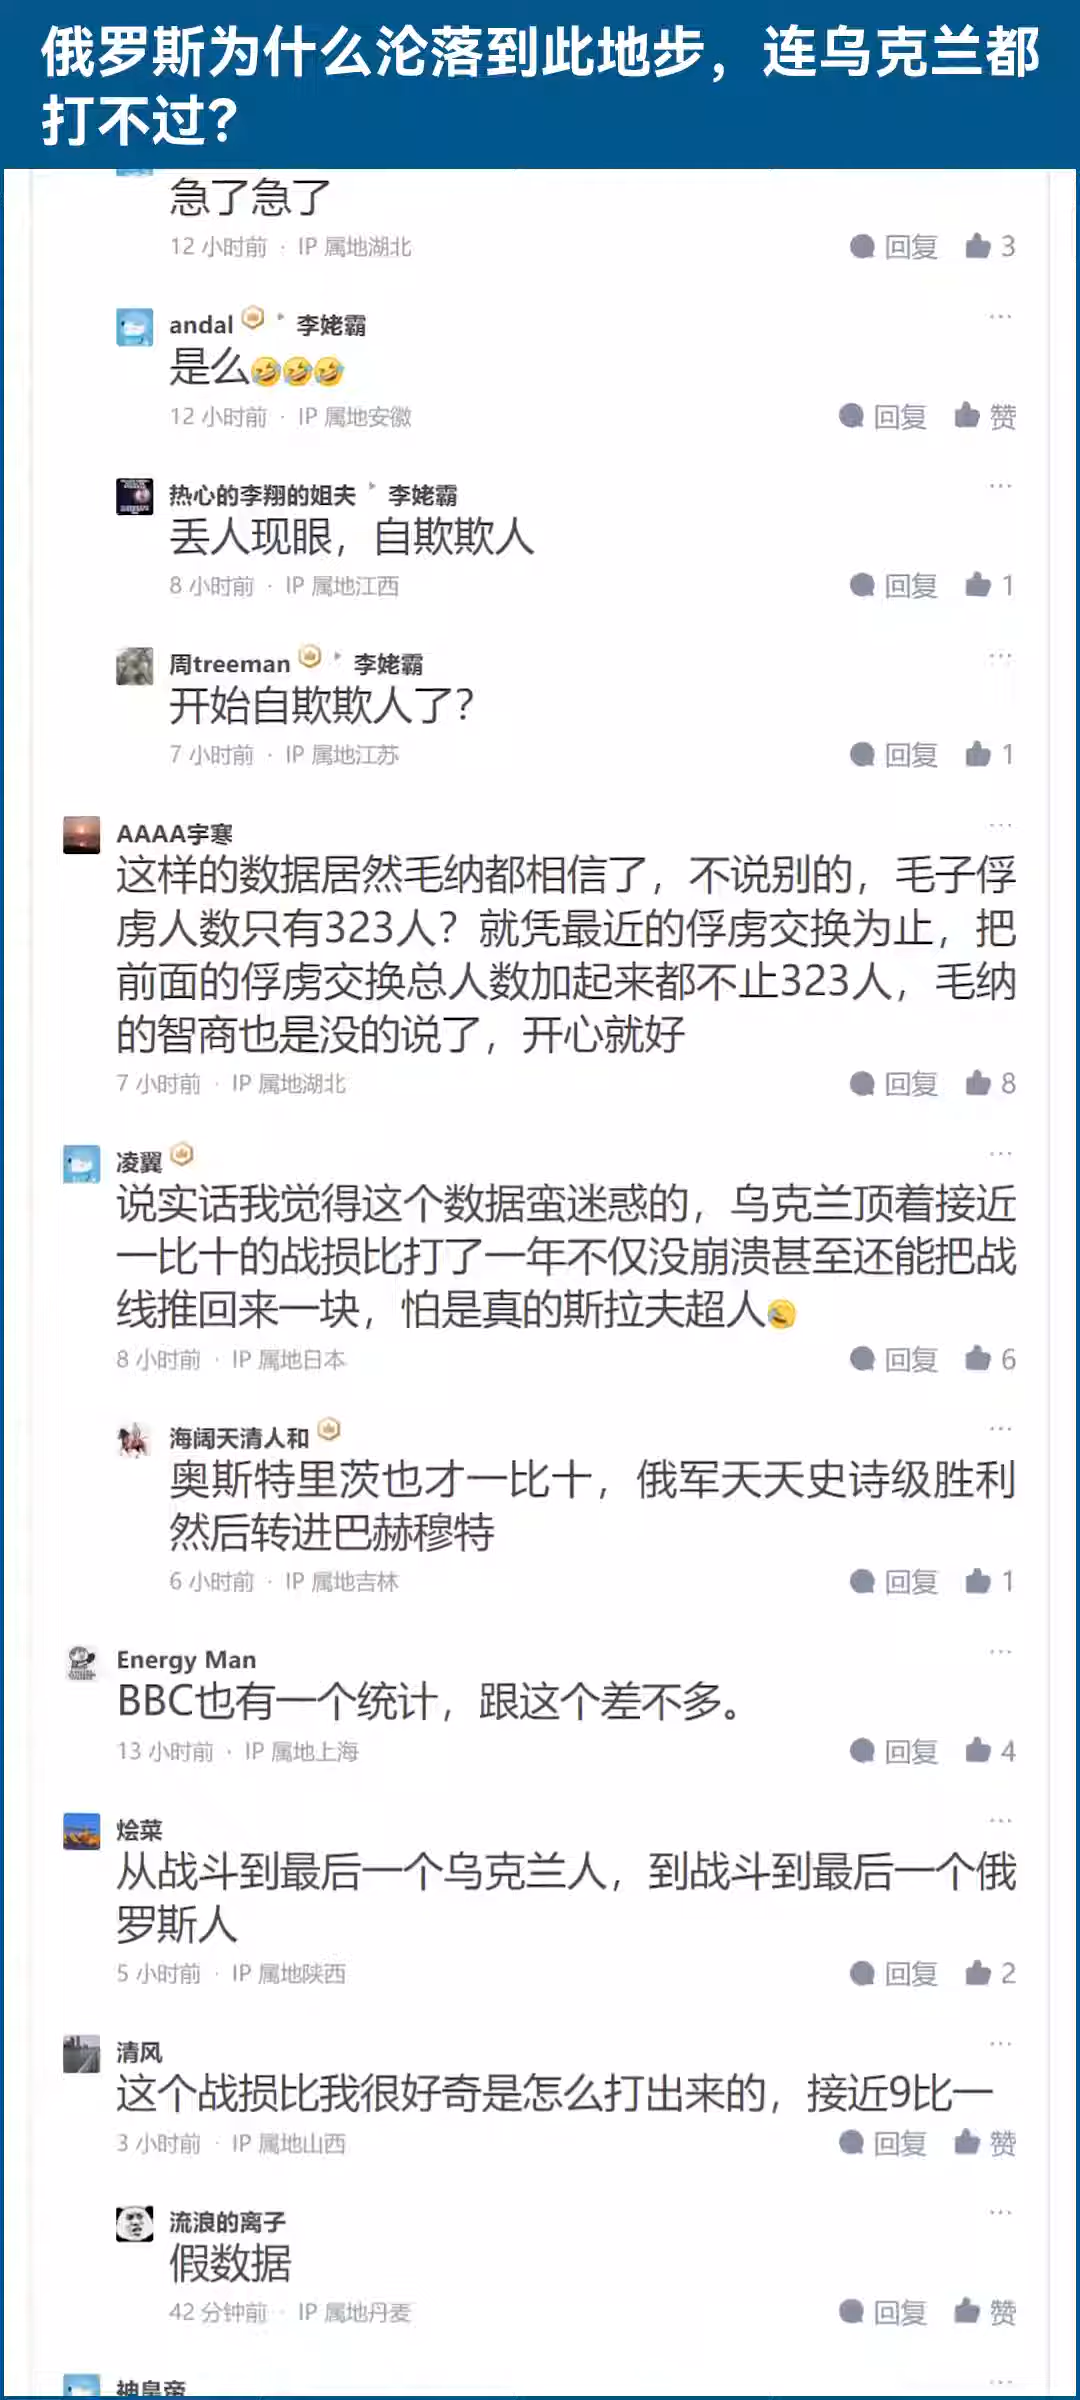 俄罗斯为什么沦落到此地步，连乌克兰都
打不过？
急了急了
12 小时前 · IP 属地湖北
回复 3
andal 李姥霸
是么🤣🤣🤣
12 小时前 · IP 属地安徽
回复 赞
热心的李翔的姐夫 李姥霸
丢人现眼，自欺欺人
8 小时前 · IP 属地江西
回复 1
周treeman 李姥霸
开始自欺欺人了？
7 小时前 · IP 属地江苏
回复 1
AAAA宇寒
这样的数据居然毛纳都相信了，不说别的，毛子俘
虏人数只有323人？就凭最近的俘虏交换为止，把
前面的俘虏交换总人数加起来都不止323人，毛纳
的智商也是没的说了，开心就好
7 小时前 · IP 属地湖北
回复 8
凌翼
说实话我觉得这个数据蛮迷惑的，乌克兰顶着接近
一比十的战损比打了一年不仅没崩溃甚至还能把战
线推回来一块，怕是真的斯拉夫超人
8 小时前 · IP 属地日本
回复 6
海阔天清人和
奥斯特里茨也才一比十，俄军天天史诗级胜利
然后转进巴赫穆特
6 小时前 · IP 属地吉林
回复 1
Energy Man
BBC也有一个统计，跟这个差不多。
13 小时前 · IP 属地上海
回复 4
烩菜
从战斗到最后一个乌克兰人，到战斗到最后一个俄
罗斯人
5 小时前 · IP 属地陕西
回复 2
清风
这个战损比我很好奇是怎么打出来的，接近9比一
3 小时前 · IP 属地山西
回复 赞
流浪的离子
假数据
42 分钟前 · IP 属地丹麦
回复 赞
神皇帝